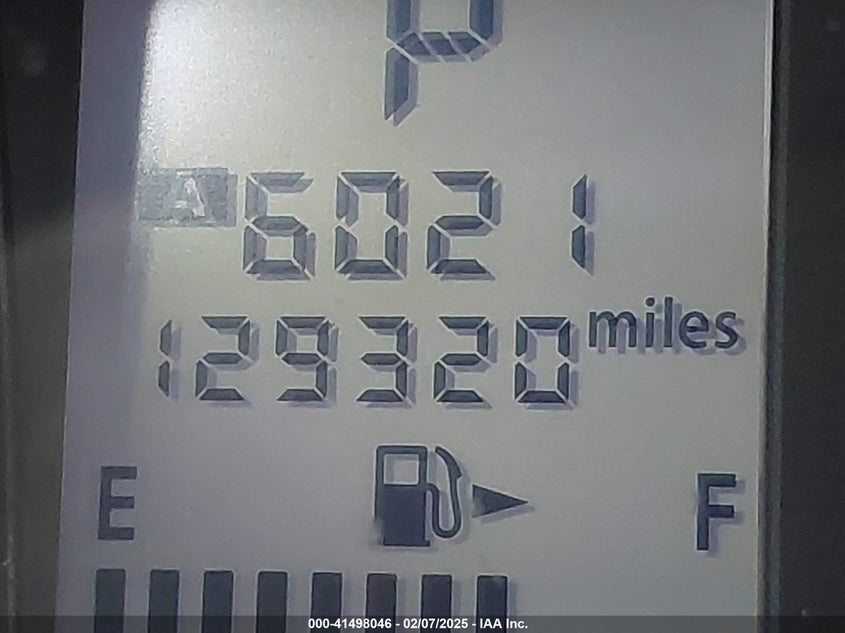 P
A 6021
129320 miles
E F
000-41498046 - 02/07/2025 - IAA Inc.